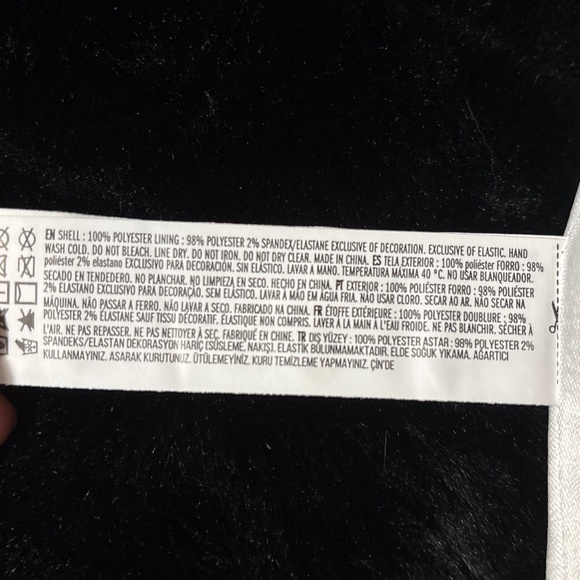 EN SHELL : 100% POLYESTER LINING : 98% POLYESTER 2% SPANDEX/ELASTANE EXCLUSIVE OF DECORATION. EXCLUSIVE OF ELASTIC. HAND
WASH COLD. DO NOT BLEACH. LINE DRY. DO NOT IRON. DO NOT DRY CLEAR. MADE IN CHINA. ES TELA EXTERIOR : 100% poliéster FORRO : 98%
poliéster 2% elastano EXCLUSIVO PARA DECORACIÓN. SIN ELÁSTICO. LAVAR A MANO. TEMPERATURA MÁXIMA 40 °C. NO USAR BLANQUEADOR.
SECADO EN TENDEDERO. NO PLANCHAR. NO LIMPIEZA EN SECO. HECHO EN CHINA. PT EXTERIOR : 100% POLIÉSTER FORRO : 98% POLIÉSTER
2% ELASTANO EXCLUSIVO PARA DECORAÇÃO. SEM ELÁSTICO. LAVAR À MÃO EM ÁGUA FRIA. NÃO USAR CLORO. SECAR AO AR. NÃO SECAR NA
MÁQUINA. NÃO PASSAR A FERRO. NÃO LAVAR A SECO. FABRICADO NA CHINA. FR ÉTOFFE EXTÉRIEURE : 100% POLYESTER DOUBLURE : 98%
POLYESTER 2% ÉLASTANE SAUF TISSU DÉCORATIF. ÉLASTIQUE NON COMPRIS. LAVER À LA MAIN À L'EAU FROIDE. NE PAS BLANCHIR. SÉCHER À
L'AIR. NE PAS REPASSER. NE PAS NETTOYER À SEC. FABRIQUÉ EN CHINE. TR DIŞ YÜZEY : 100% POLYESTER ASTAR : 98% POLYESTER 2%
SPANDEKS/ELASTAN DEKORASYON HARİÇ (SÜSLEME, NAKIŞ). ELASTİK BULUNMAMAKTADIR. ELDE SOĞUK YIKAMA. AĞARTICI
KULLANMAYINIZ. ASARAK KURUTUNUZ. ÜTÜLEMEYİNİZ. KURU TEMİZLEME YAPMAYINIZ. ÇİN'DE